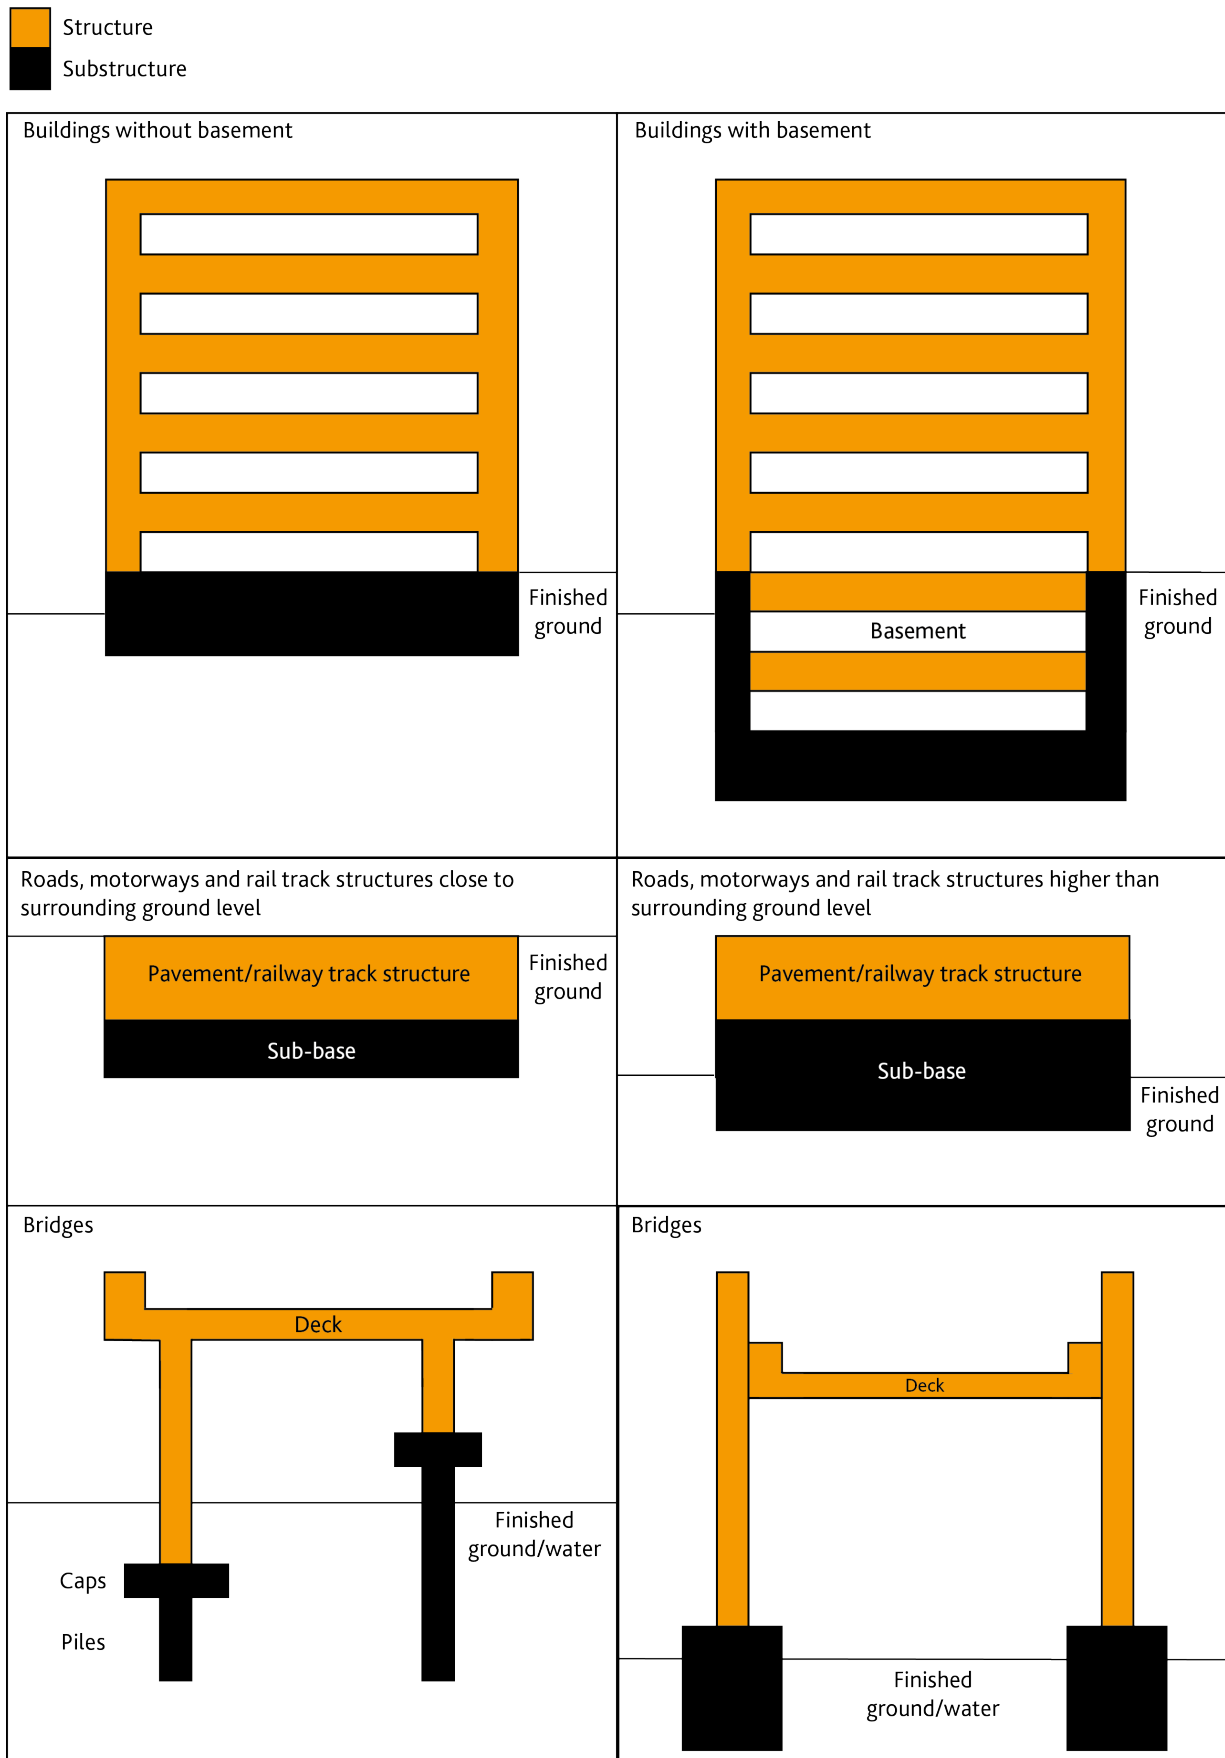 Structure
Substructure
Buildings without basement
Finished
ground
Buildings with basement
Basement
Finished
ground
Roads, motorways and rail track structures close to
surrounding ground level
Pavement/railway track structure
Sub-base
Finished
ground
Roads, motorways and rail track structures higher than
surrounding ground level
Pavement/railway track structure
Sub-base
Finished
ground
Bridges
Deck
Finished
ground/water
Caps
Piles
Bridges
Deck
Finished
ground/water